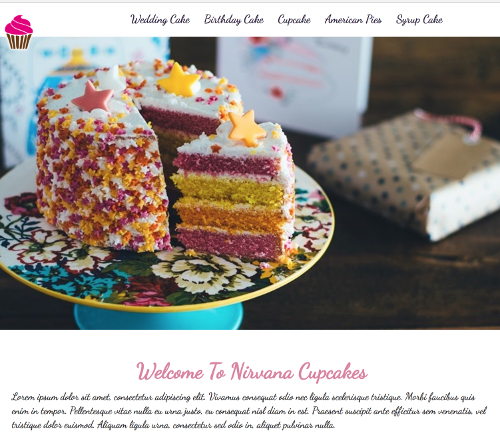 Wedding Cake Birthday Cake Cupcake American Pies Syrup Cake
Welcome To Nirvana Cupcakes
Lorem ipsum dolor sit amet, consectetur adipiscing elit. Vivamus consequat odio nec ligula scelerisque tristique. Morbi faucibus quis
enim in tempor. Pellentesque vitae nulla eu urna justo, eu consequat nisl diam in est. Praesent suscipit ante efficitur sem venenatis, vel
tristique dolor euismod. Aliquam ligula urna, consectetur sed odio in, aliquet pulvinar nulla.